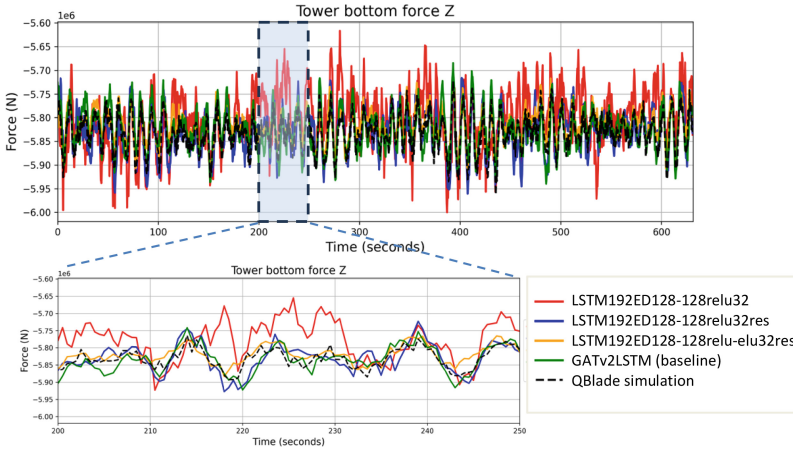 Tower bottom force Z
1e6
−5.60
−5.65
−5.70
−5.75
−5.80
−5.85
−5.90
−5.95
−6.00
Force (N)
0 100 200 300 400 500 600
Time (seconds)
Tower bottom force Z
1e6
−5.60
−5.65
−5.70
−5.75
−5.80
−5.85
−5.90
−5.95
−6.00
Force (N)
200 210 220 230 240 250
Time (seconds)
LSTM192ED128-128relu32
LSTM192ED128-128relu32res
LSTM192ED128-128relu-elu32res
GATv2LSTM (baseline)
QBlade simulation